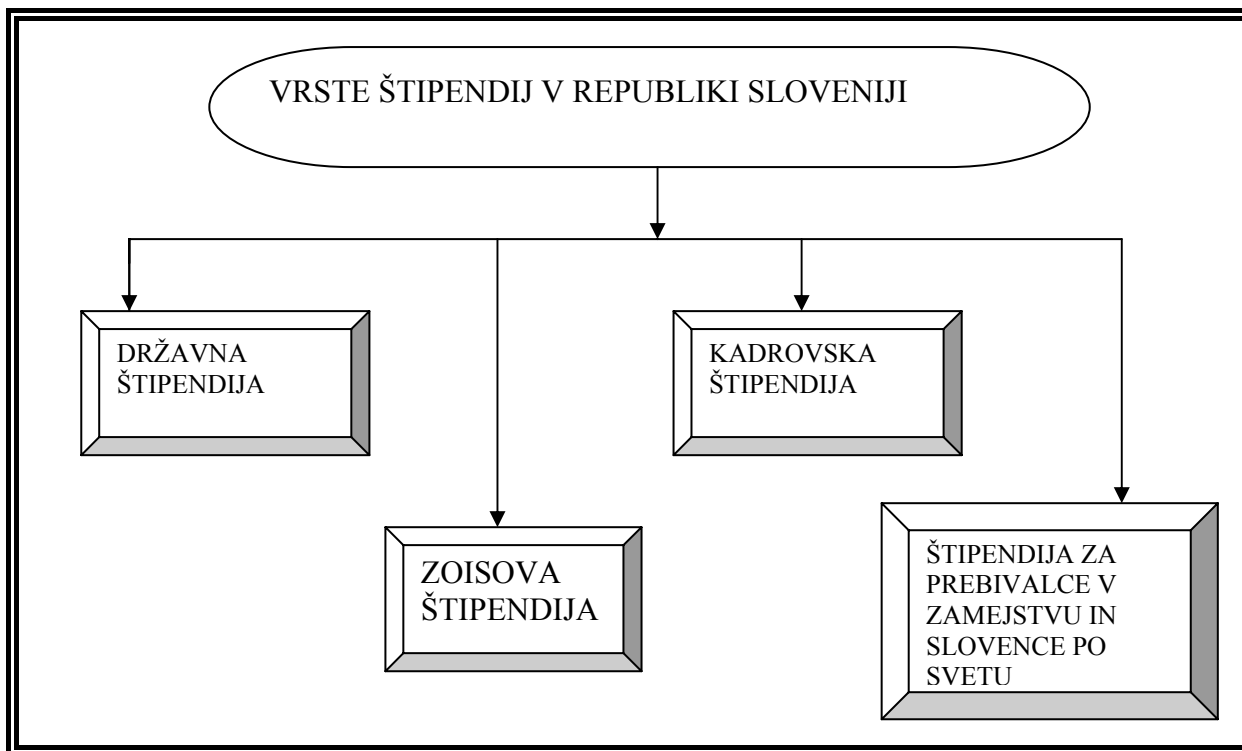 VRSTE ŠTIPENDIJ V REPUBLIKI SLOVENIJI
DRŽAVNA
ŠTIPENDIJA
KADROVSKA
ŠTIPENDIJA
ZOISOVA
ŠTIPENDIJA
ŠTIPENDIJA ZA
PREBIVALCE V
ZAMEJSTVU IN
SLOVENCE PO
SVETU